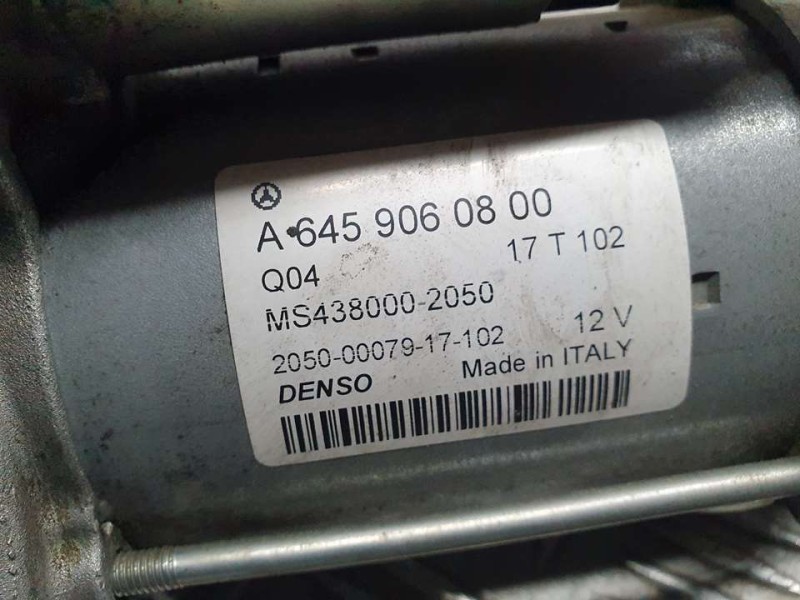 A 645 906 08 00
Q04 17 T 102
MS438000-2050
2050-00079-17-102 12 V
DENSO Made in ITALY